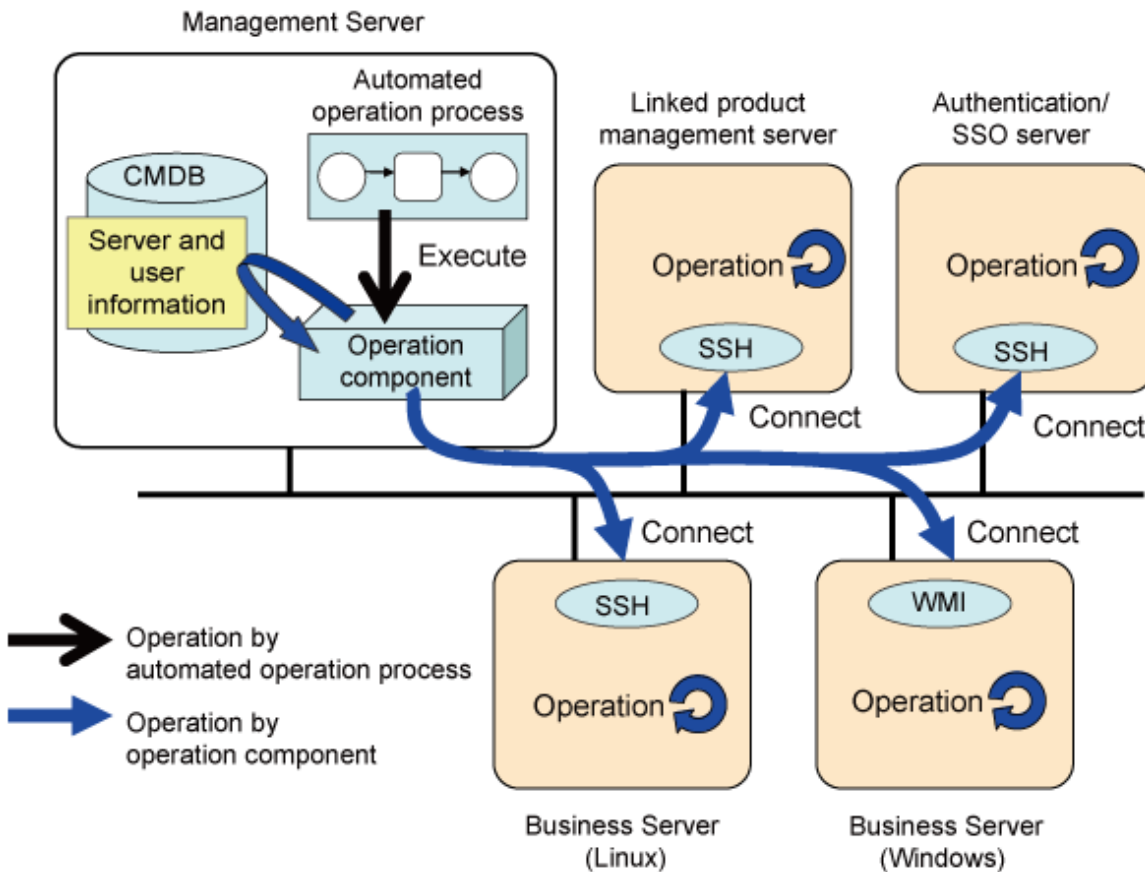 Management Server
Automated
operation process
CMDB
Server and
user
information
Execute
Operation
component
Linked product
management server
Operation
SSH
Connect
Authentication/
SSO server
Operation
SSH
Connect
Connect
SSH
Operation
Business Server
(Linux)
Connect
WMI
Operation
Business Server
(Windows)
Operation by
automated operation process
Operation by
operation component